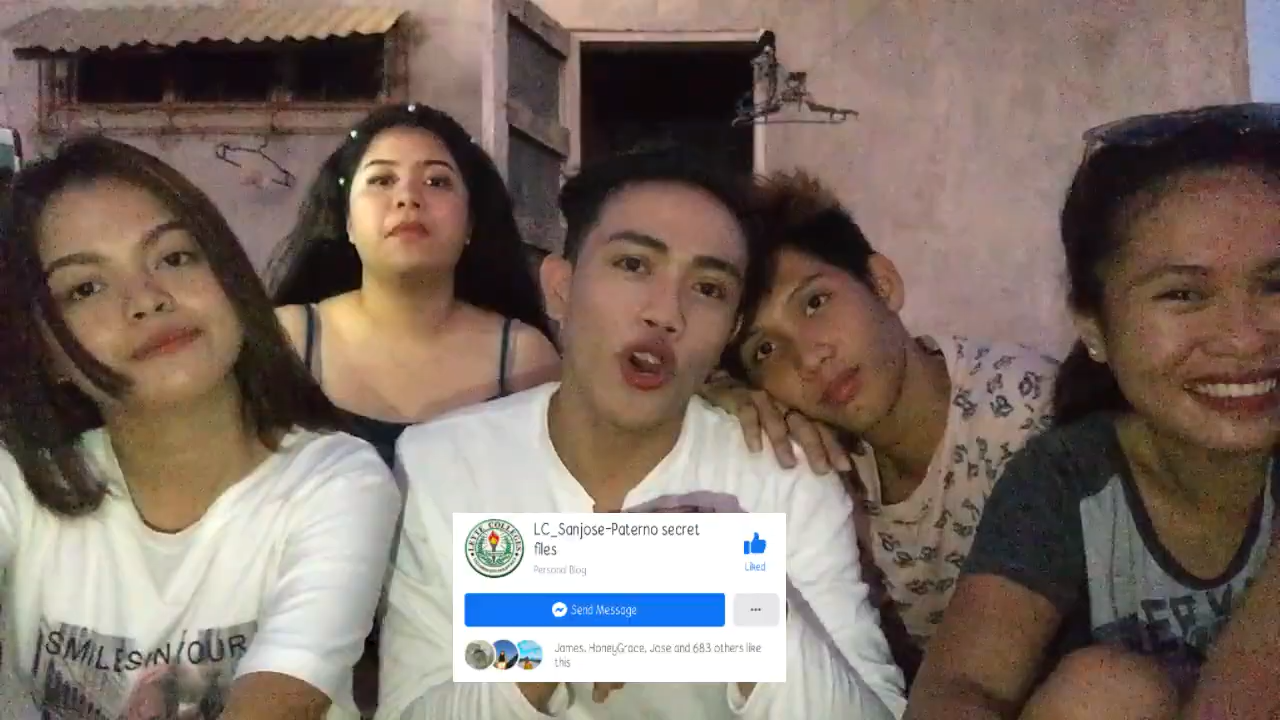 LC_Sanjose-Paterno secret
files
Personal Blog
Liked
Send Message
James, HoneyGrace, Jase and 683 others like
this
SMILES IN/OUR